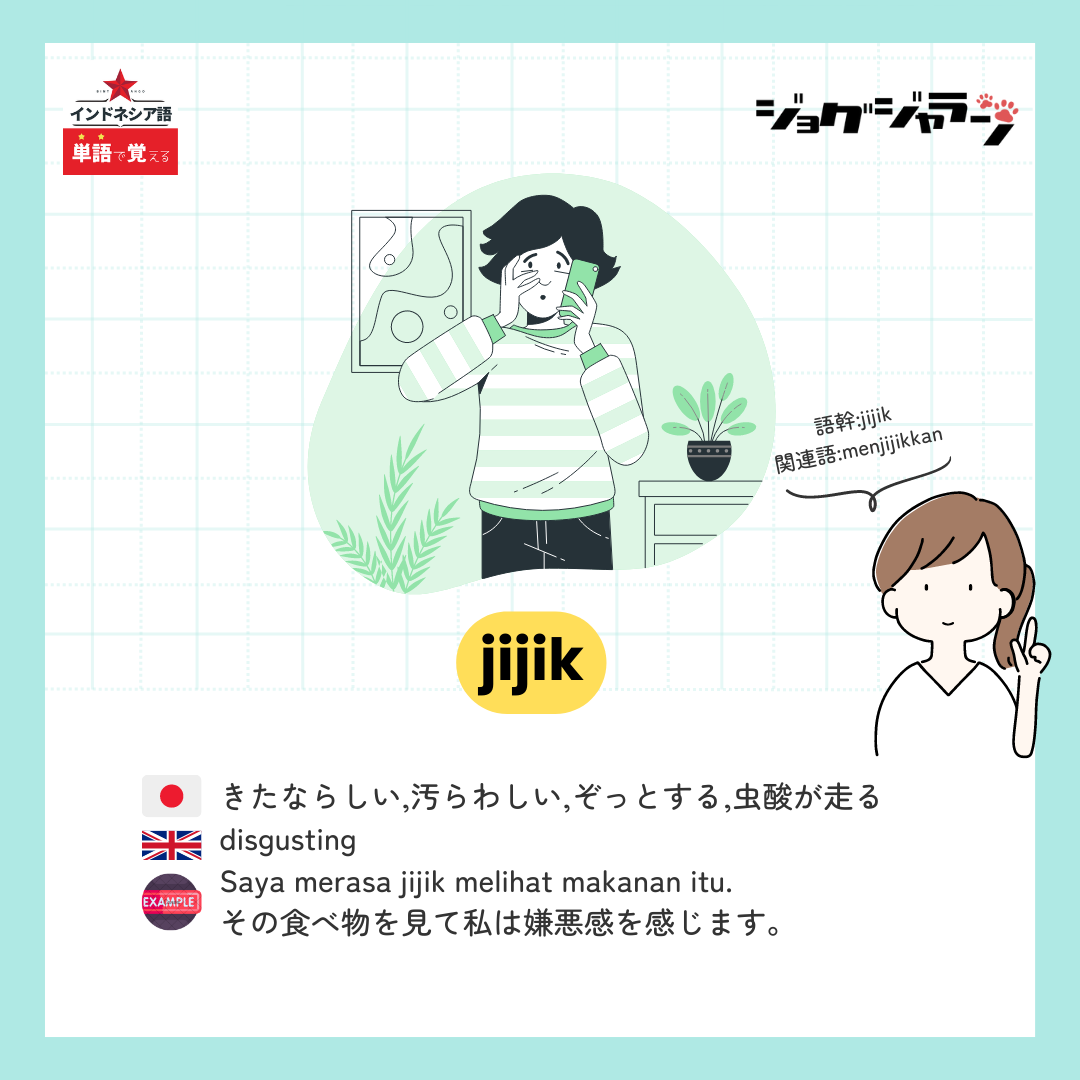 インドネシア語
単語で覚える
ジョグジャラーン
語幹:jijik
関連語:menjijikkan
jijik
きたならしい,汚らわしい,ぞっとする,虫酸が走る
disgusting
EXAMPLE
Saya merasa jijik melihat makanan itu.
その食べ物を見て私は嫌悪感を感じます。